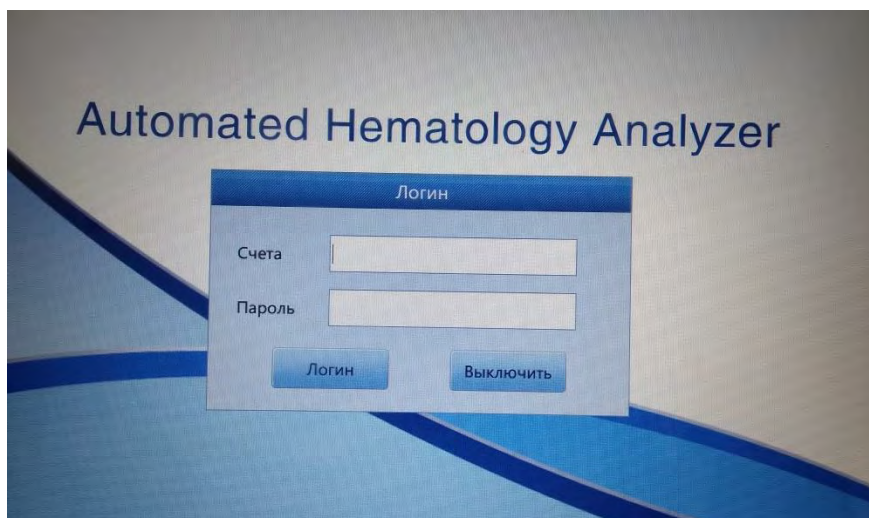 Automated Hematology Analyzer
Логин
Счета
Пароль
Логин Выключить